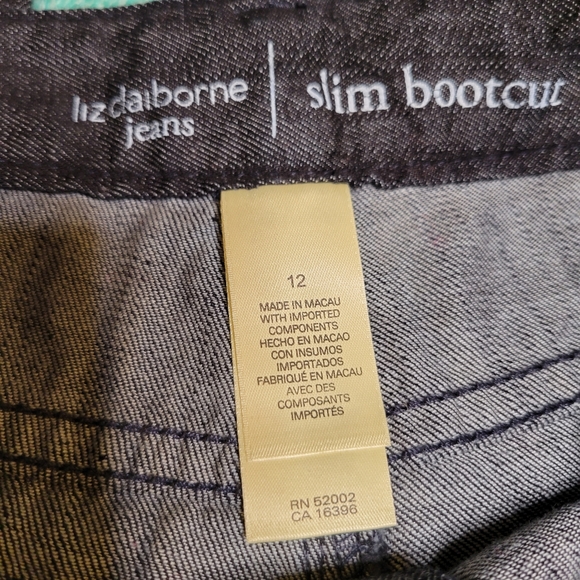 liz claiborne
jeans
slim bootcut
12
MADE IN MACAU
WITH IMPORTED
COMPONENTS
HECHO EN MACAO
CON INSUMOS
IMPORTADOS
FABRIQUÉ EN MACAU
AVEC DES
COMPOSANTS
IMPORTÉS
RN 52002
CA 16396